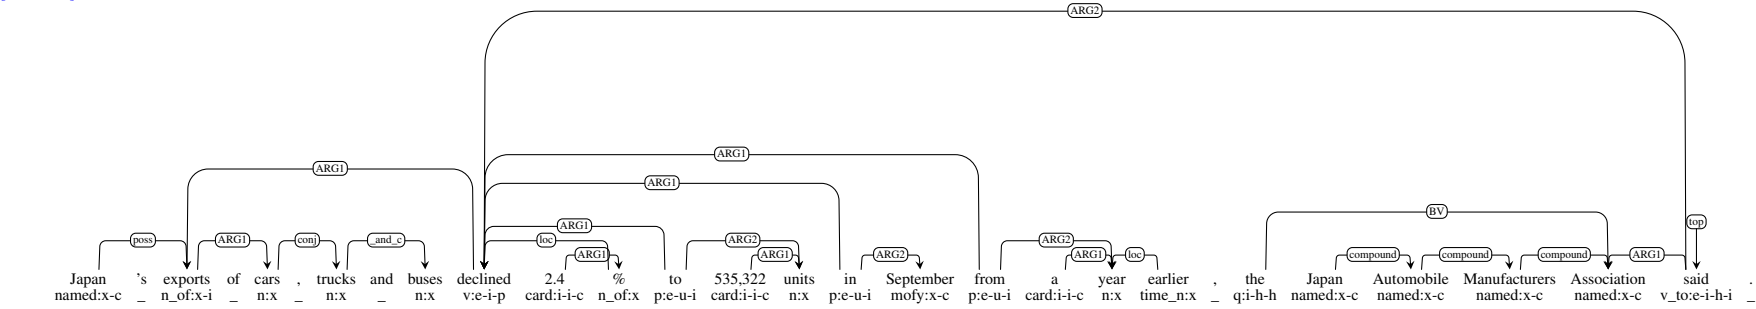 ARG2
ARG1
ARG1
ARG1
BV
ARG1 top
poss ARG1 conj _and_c loc ARG2 ARG2
ARG1 ARG1 ARG2 ARG1 loc compound compound compound ARG1
Japan 's exports of cars , trucks and buses declined 2.4 % to 535,322 units in September from a year earlier , the Japan Automobile Manufacturers Association said .
named:x-c _ n_of:x-i _ n:x _ n:x _ n:x v:e-i-p card:i-i-c n_of:x p:e-u-i card:i-i-c n:x p:e-u-i mofy:x-c p:e-u-i card:i-i-c n:x time_n:x _ q:i-h-h named:x-c named:x-c named:x-c named:x-c v_to:e-i-h-i _